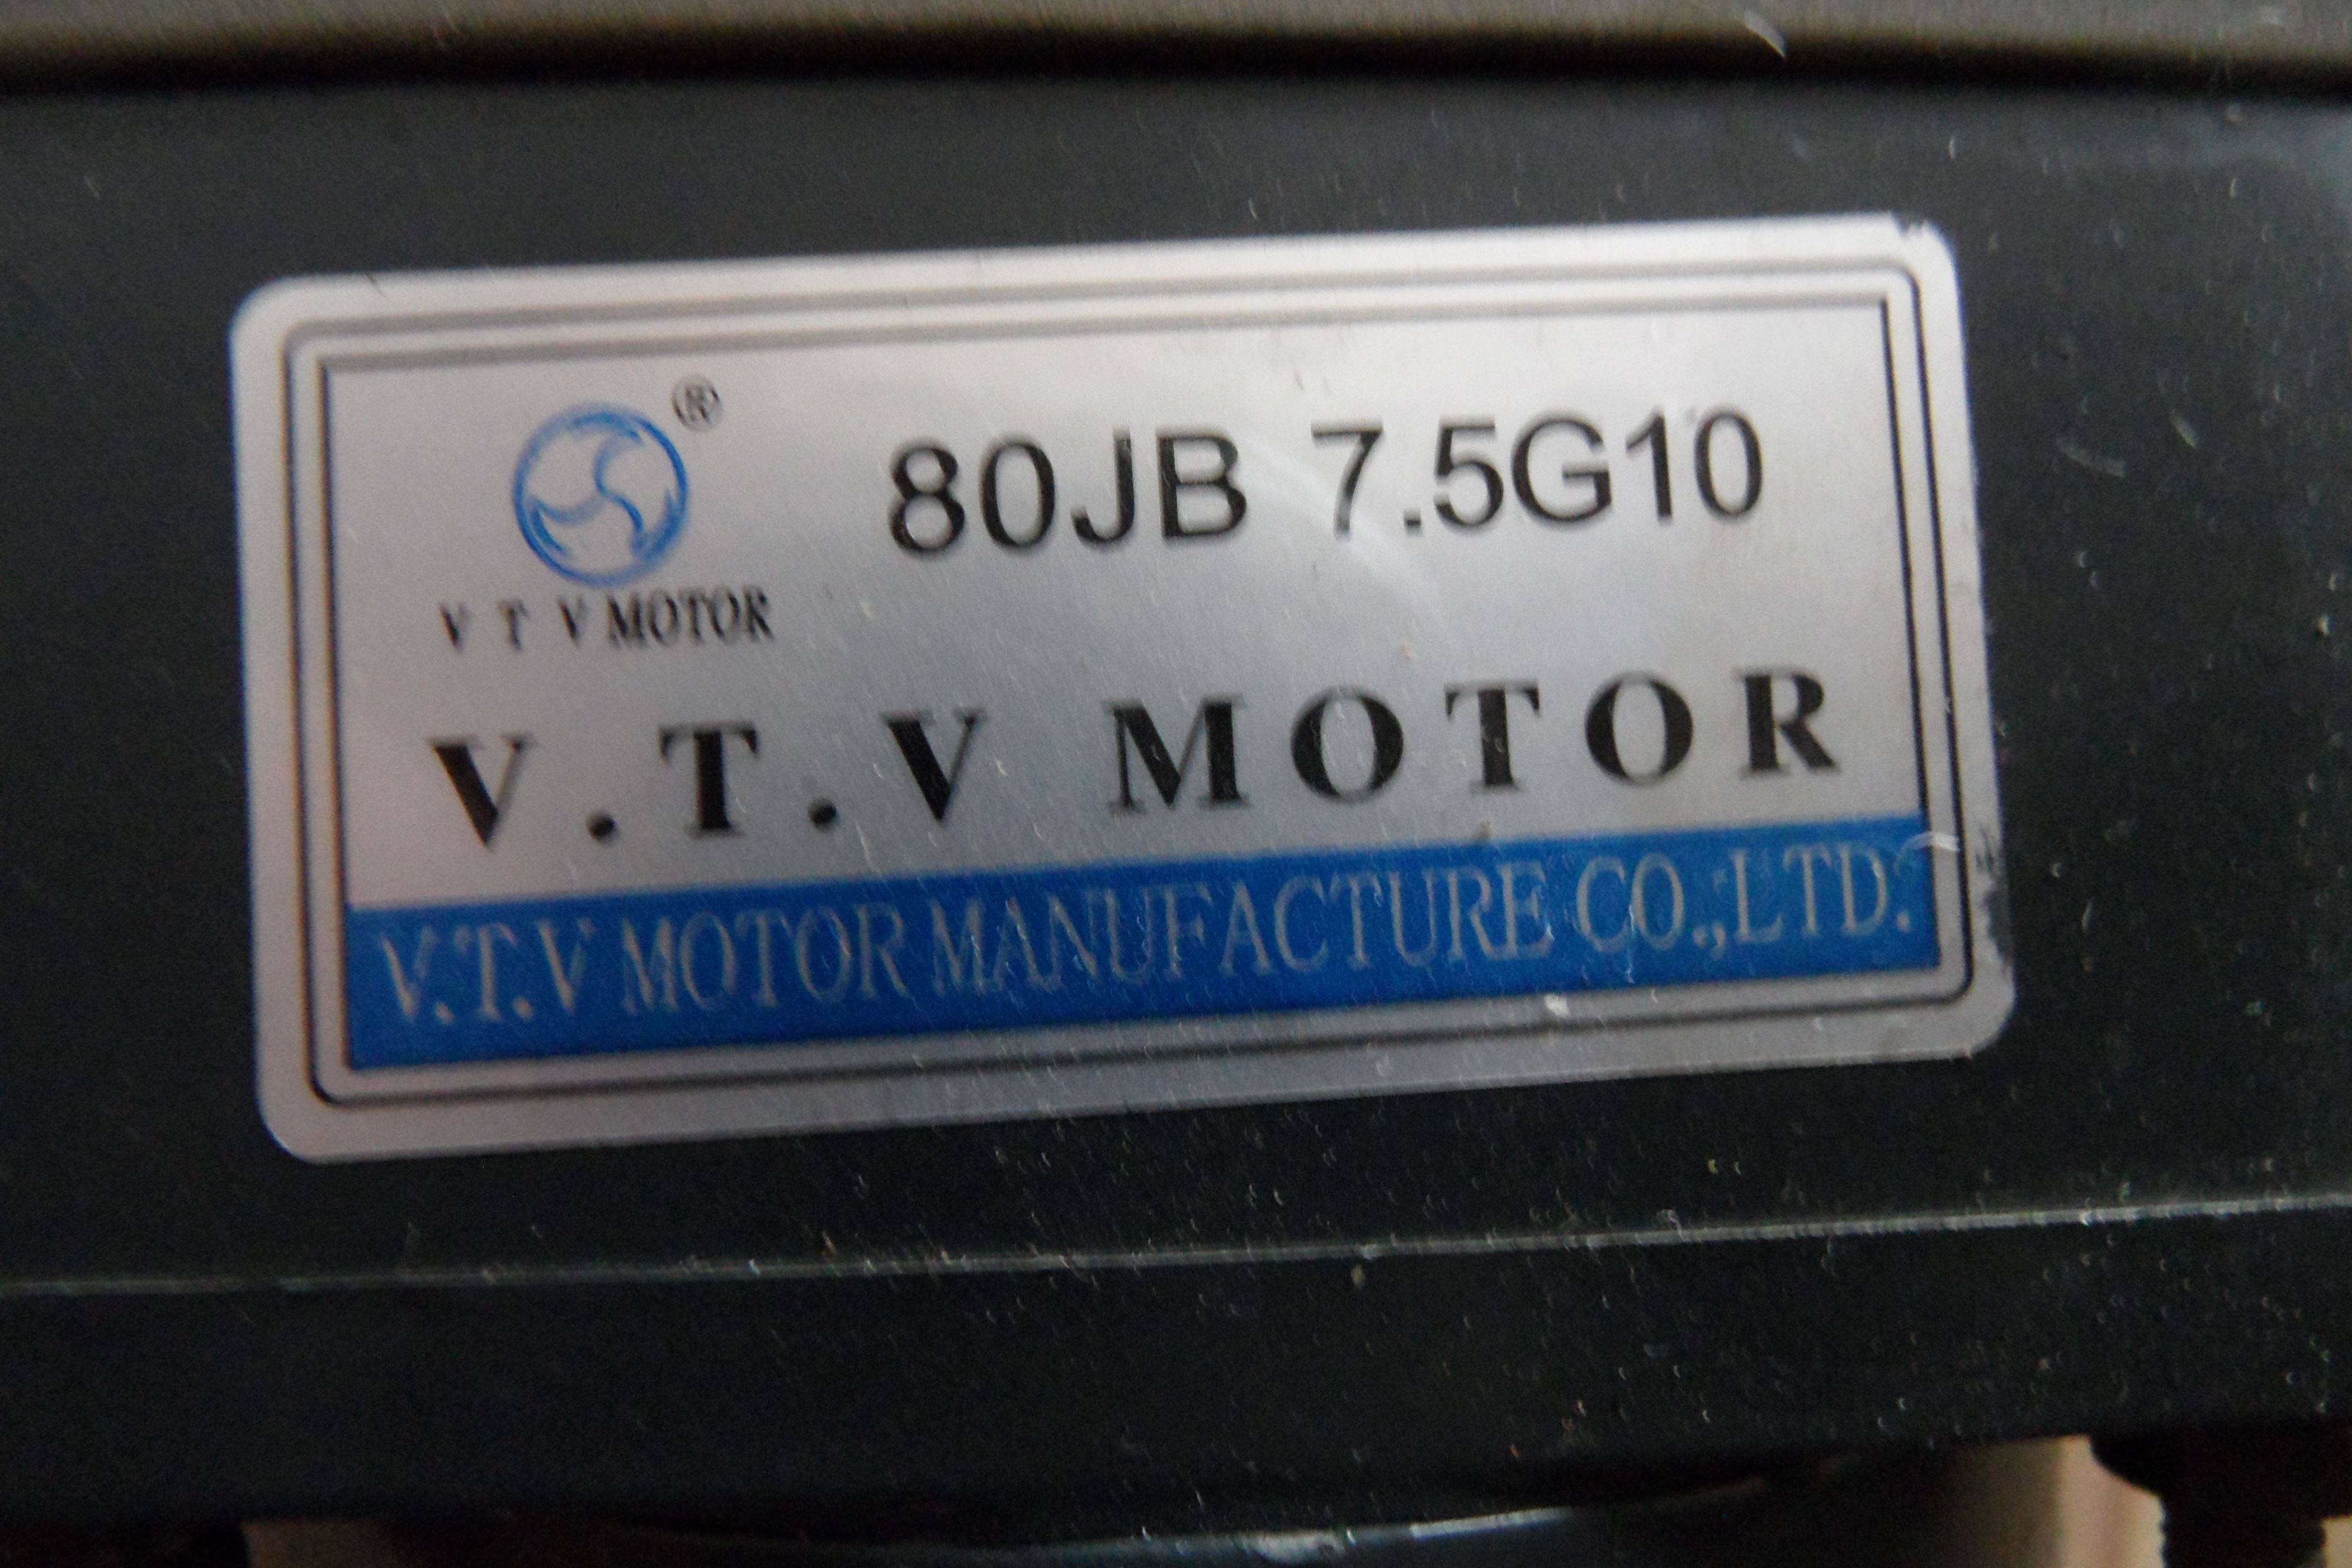 ®
80JB 7.5G10
V T V MOTOR
V.T.V MOTOR
V.T.V MOTOR MANUFACTURE CO.,;LTD.